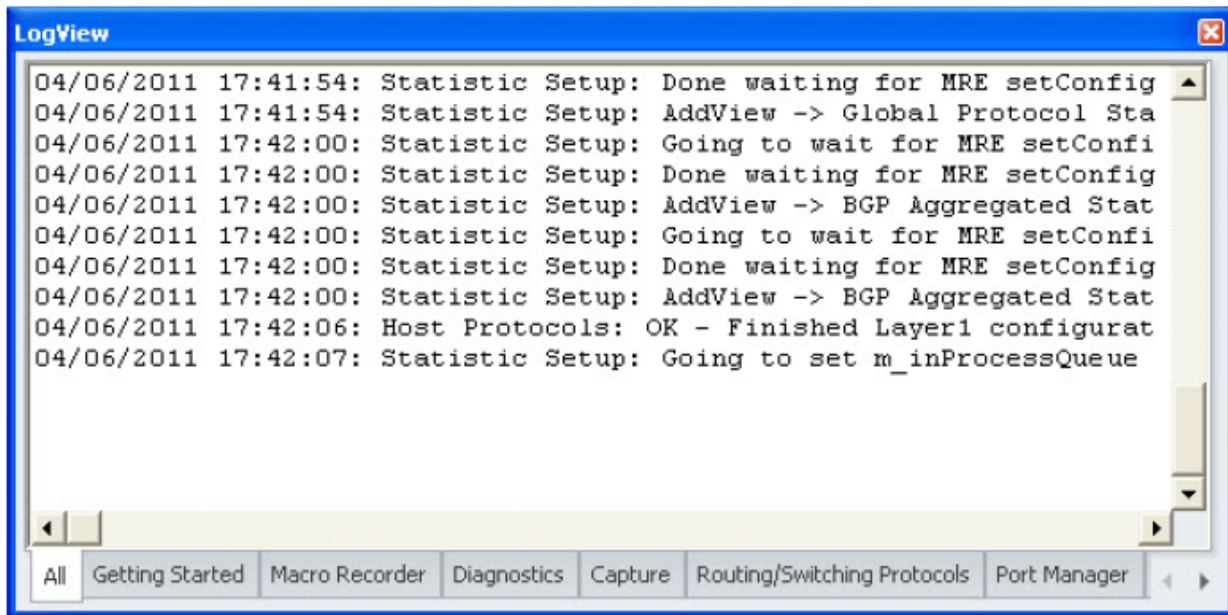 LogView
04/06/2011 17:41:54: Statistic Setup: Done waiting for MRE setConfig
04/06/2011 17:41:54: Statistic Setup: AddView -> Global Protocol Sta
04/06/2011 17:42:00: Statistic Setup: Going to wait for MRE setConfi
04/06/2011 17:42:00: Statistic Setup: Done waiting for MRE setConfig
04/06/2011 17:42:00: Statistic Setup: AddView -> BGP Aggregated Stat
04/06/2011 17:42:00: Statistic Setup: Going to wait for MRE setConfi
04/06/2011 17:42:00: Statistic Setup: Done waiting for MRE setConfig
04/06/2011 17:42:00: Statistic Setup: AddView -> BGP Aggregated Stat
04/06/2011 17:42:06: Host Protocols: OK - Finished Layer1 configurat
04/06/2011 17:42:07: Statistic Setup: Going to set m_inProcessQueue
All Getting Started Macro Recorder Diagnostics Capture Routing/Switching Protocols Port Manager